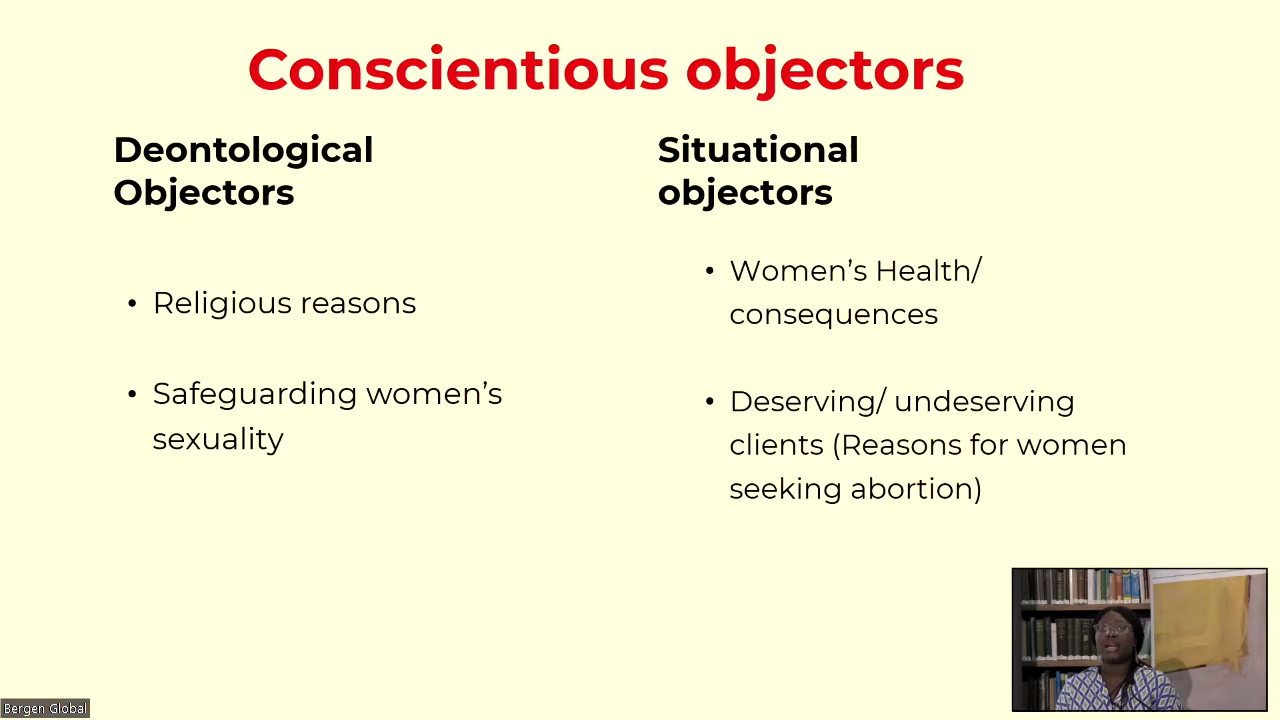 Conscientious objectors
Deontological
Objectors
• Religious reasons
• Safeguarding women’s
sexuality
Situational
objectors
• Women’s Health/
consequences
• Deserving/ undeserving
clients (Reasons for women
seeking abortion)
Bergen Global